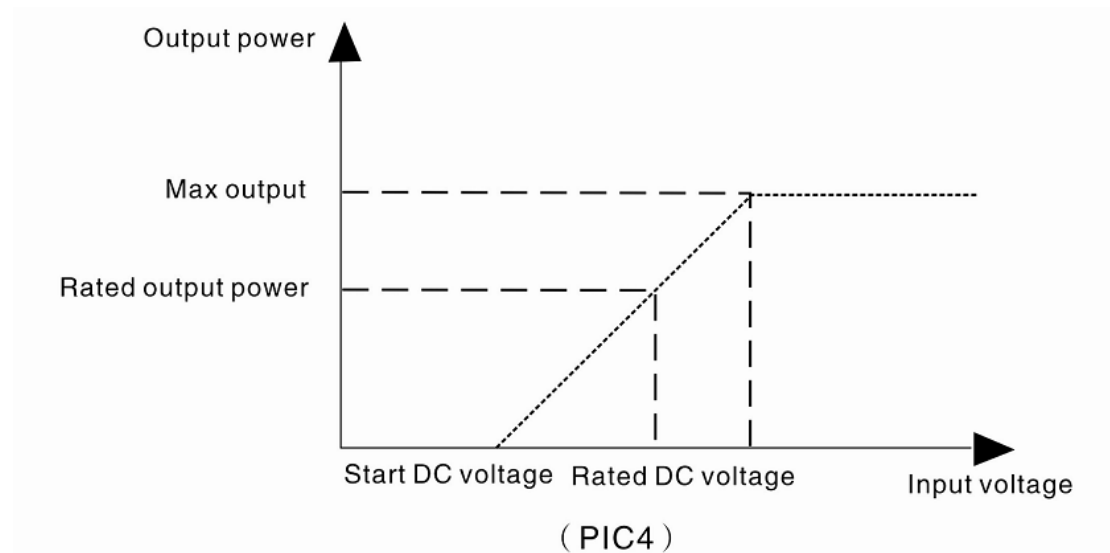 Output power
Max output
Rated output power
Start DC voltage
Rated DC voltage
Input voltage
（PIC4）